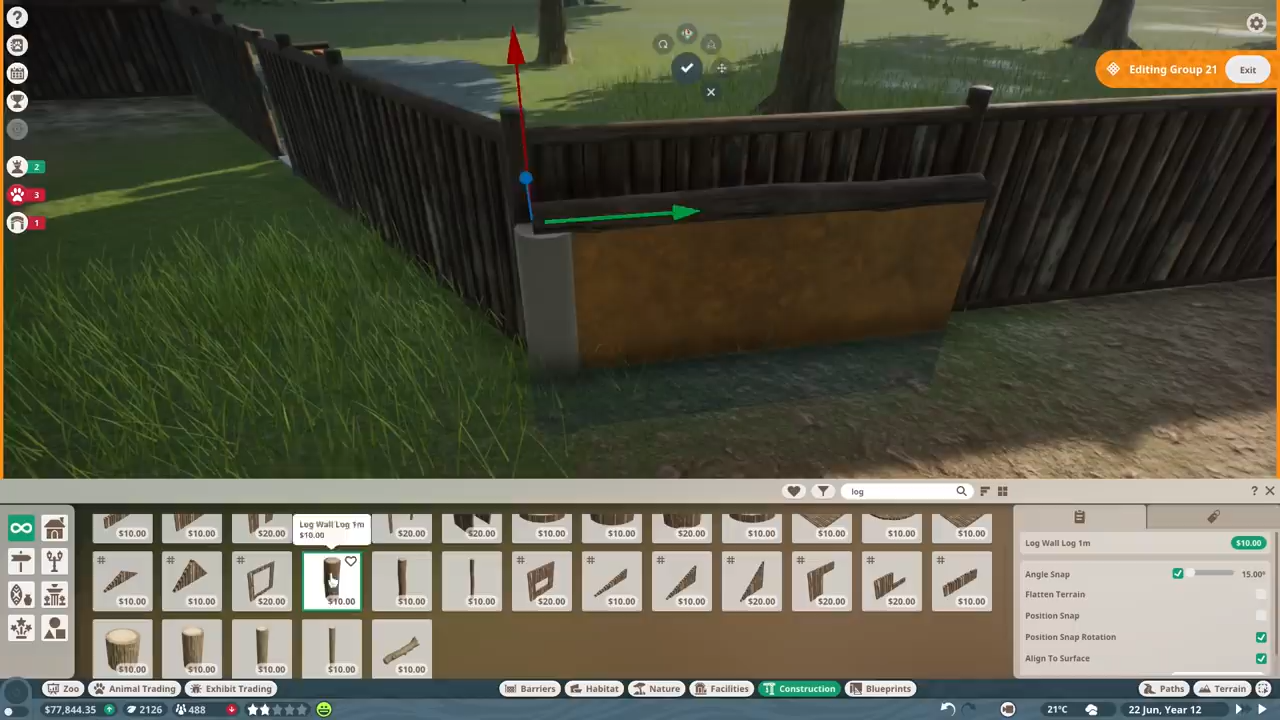 ?
Editing Group 21
Exit
2
3
1
log
?
Log Wall Log 1m
$10.00
$10.00
$10.00
$20.00
$20.00
$20.00
$10.00
$10.00
$20.00
$10.00
$10.00
$10.00
$10.00
$10.00
$10.00
$20.00
$10.00
$10.00
$10.00
$20.00
$10.00
$10.00
$20.00
$20.00
$20.00
$10.00
$10.00
$10.00
$10.00
$10.00
$10.00
Log Wall Log 1m
$10.00
Angle Snap
15.00°
Flatten Terrain
Position Snap
Position Snap Rotation
Align To Surface
Zoo
Animal Trading
Exhibit Trading
Barriers
Habitat
Nature
Facilities
Construction
Blueprints
Paths
Terrain
$77,844.35
2126
488
21°C
22 Jun, Year 12